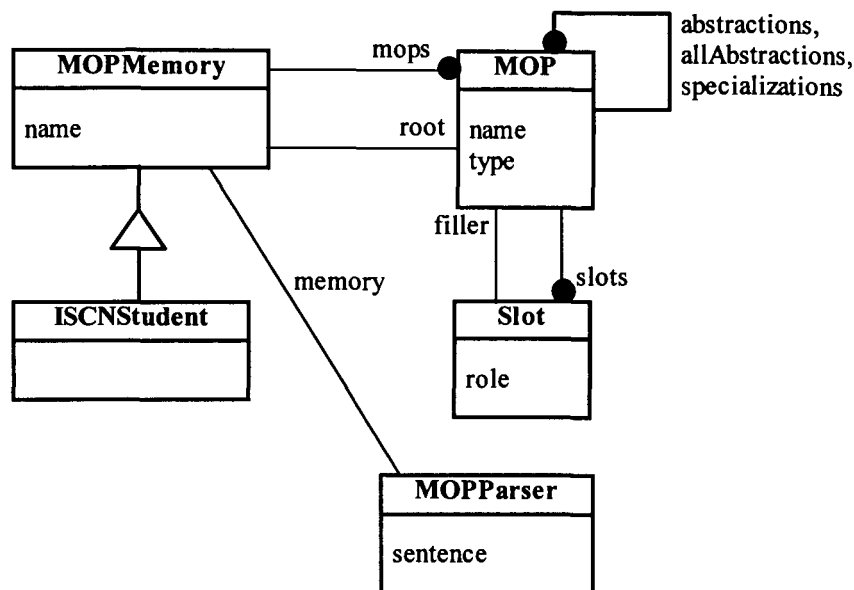 abstractions,
allAbstractions,
specializations
mops
MOPMemory
MOP
name
root
name
type
filler
memory
slots
ISCNStudent
Slot
role
MOPParser
sentence